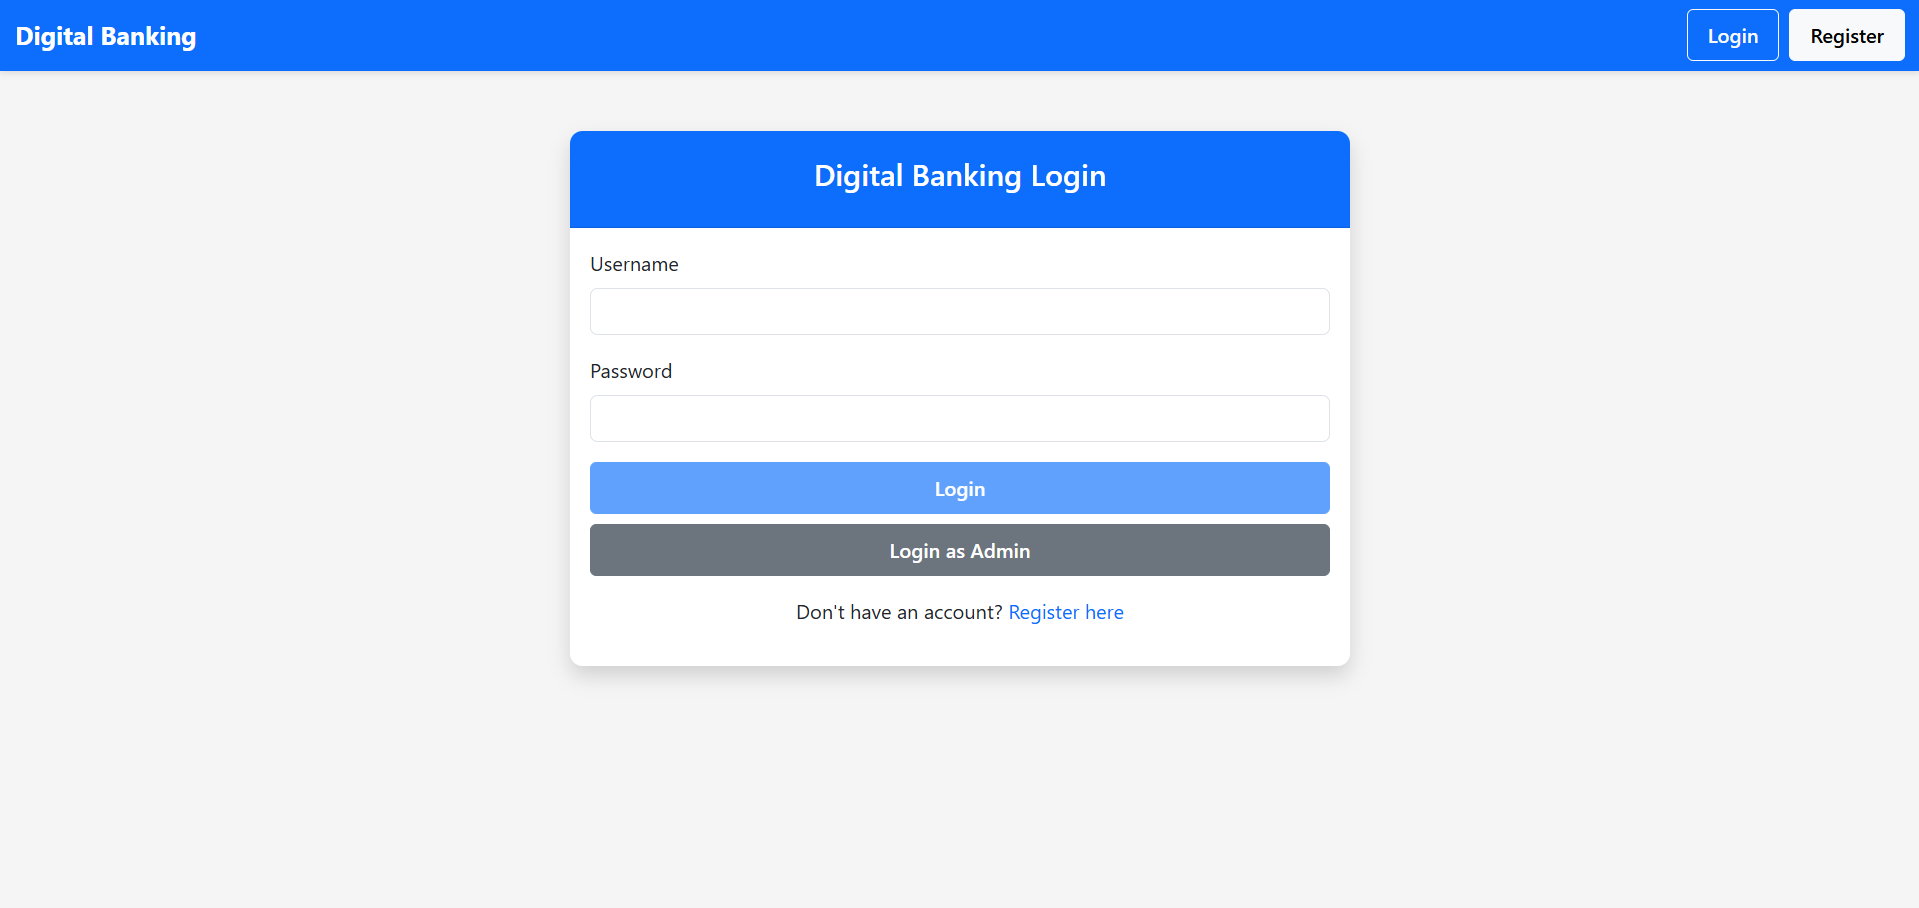 Digital Banking
Login
Register
Digital Banking Login
Username
Password
Login
Login as Admin
Don't have an account? Register here